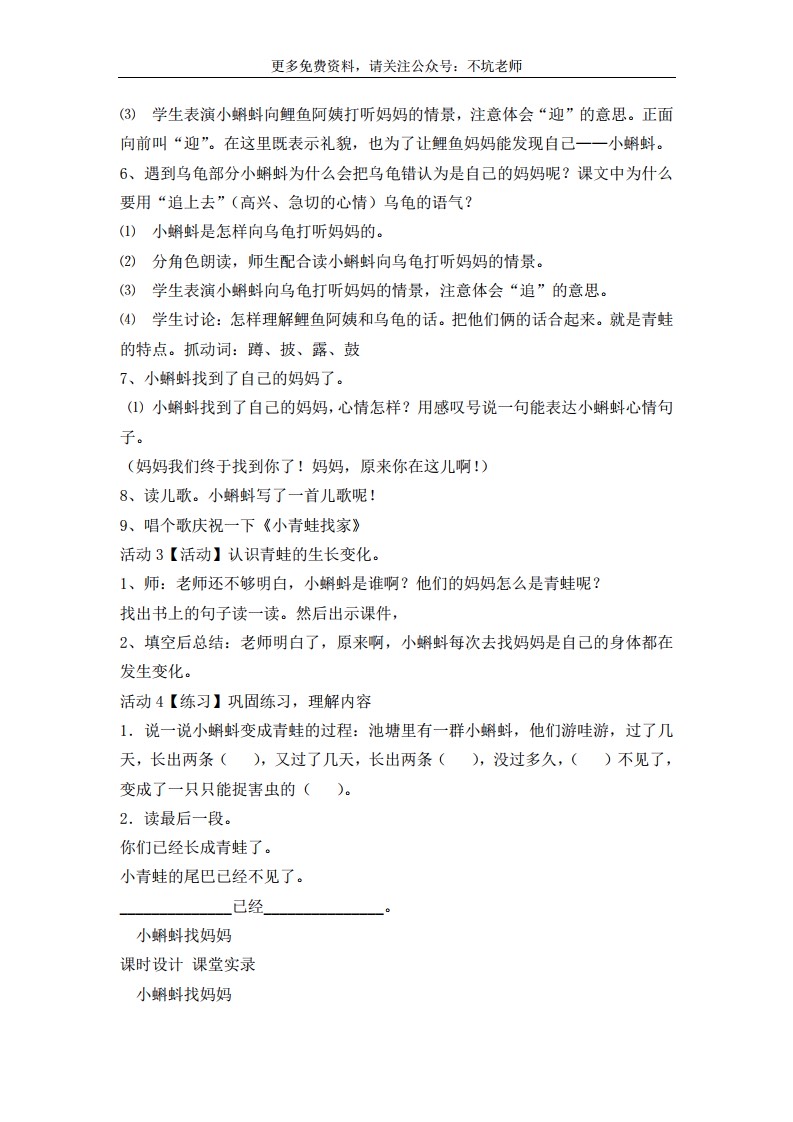 更多免费资料，请关注公众号：不坑老师
⑶ 学生表演小蝌蚪向鲤鱼阿姨打听妈妈的情景，注意体会“迎”的意思。正面
向前叫“迎”。在这里既表示礼貌，也为了让鲤鱼妈妈能发现自己——小蝌蚪。
6、遇到乌龟部分小蝌蚪为什么会把乌龟错认为是自己的妈妈呢？课文中为什么
要用“追上去”（高兴、急切的心情）乌龟的语气？
⑴ 小蝌蚪是怎样向乌龟打听妈妈的。
⑵ 分角色朗读，师生配合读小蝌蚪向乌龟打听妈妈的情景。
⑶ 学生表演小蝌蚪向乌龟打听妈妈的情景，注意体会“追”的意思。
⑷ 学生讨论：怎样理解鲤鱼阿姨和乌龟的话。把他们俩的话合起来。就是青蛙
的特点。抓动词：蹲、披、露、鼓
7、小蝌蚪找到了自己的妈妈了。
⑴ 小蝌蚪找到了自己的妈妈，心情怎样？用感叹号说一句能表达小蝌蚪心情句
子。
（妈妈我们终于找到你了！妈妈，原来你在这儿啊！）
8、读儿歌。小蝌蚪写了一首儿歌呢！
9、唱个歌庆祝一下《小青蛙找家》
活动 3【活动】认识青蛙的生长变化。
1、师：老师还不够明白，小蝌蚪是谁啊？他们的妈妈怎么是青蛙呢？
找出书上的句子读一读。然后出示课件，
2、填空后总结：老师明白了，原来啊，小蝌蚪每次去找妈妈是自己的身体都在
发生变化。
活动 4【练习】巩固练习，理解内容
1．说一说小蝌蚪变成青蛙的过程：池塘里有一群小蝌蚪，他们游哇游，过了几
天，长出两条（ ），又过了几天，长出两条（ ），没过多久，（ ）不见了，
变成了一只只能捉害虫的（ ）。
2．读最后一段。
你们已经长成青蛙了。
小青蛙的尾巴已经不见了。
______________已经_______________。
小蝌蚪找妈妈
课时设计 课堂实录
小蝌蚪找妈妈